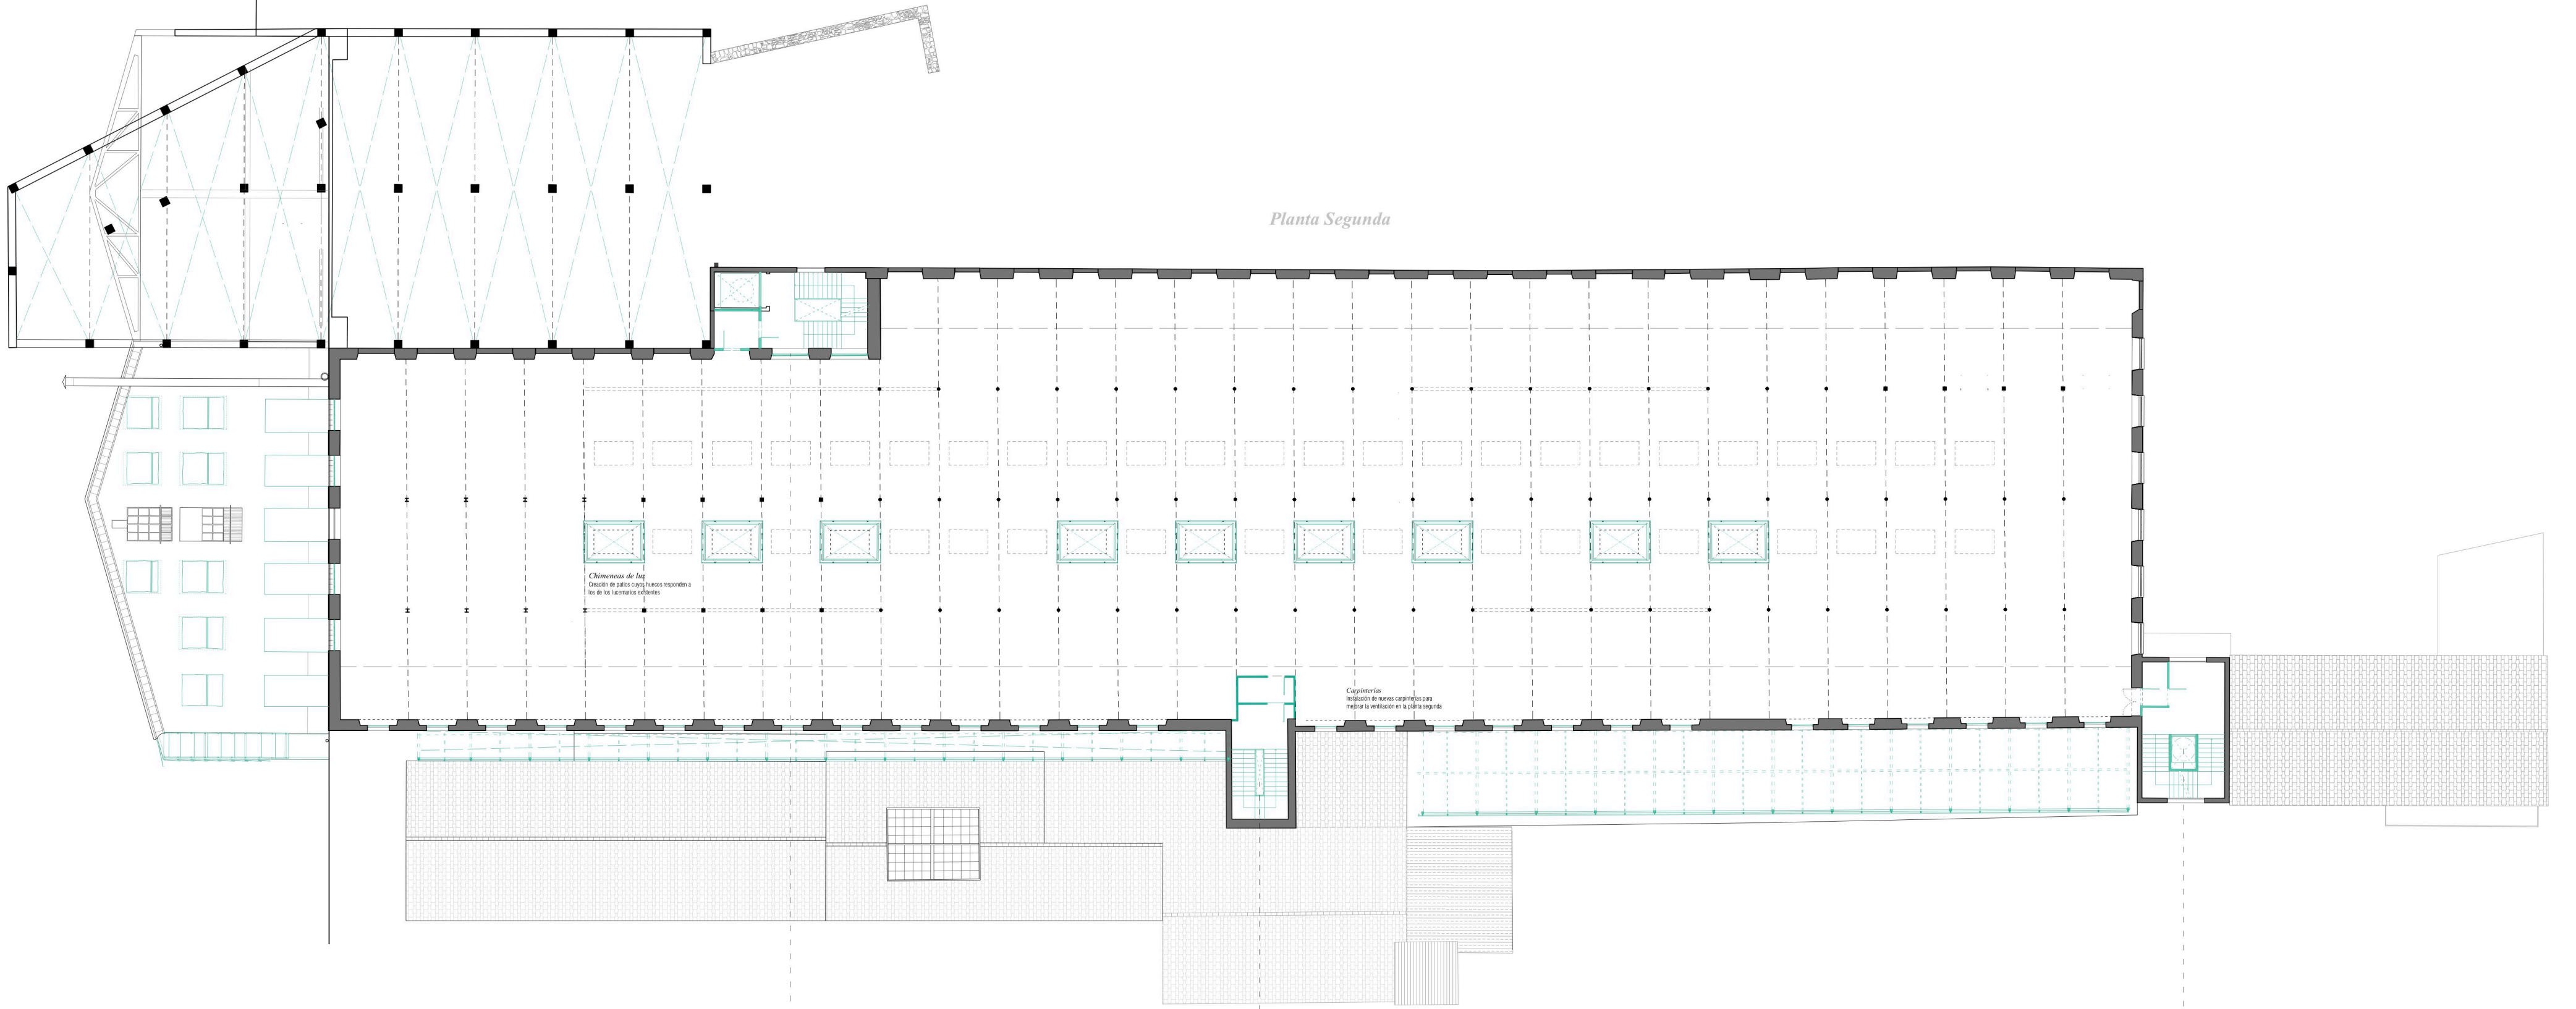 Planta Segunda
Chimeneas de luz
Creación de patios cuyos huecos responden a
los de los lucernarios existentes
Carpinterías
Instalación de nuevas carpinterías para
mejorar la ventilación en la planta segunda